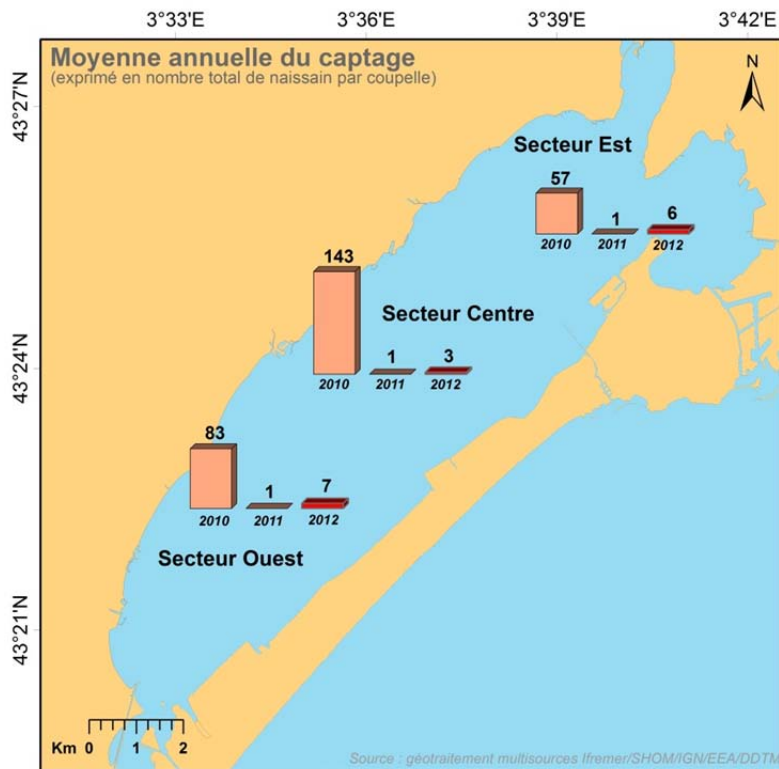 3°33'E 3°36'E 3°39'E 3°42'E
Moyenne annuelle du captage
(exprimé en nombre total de naissain par coupelle)
N
43°27'N
Secteur Est
57
1
6
2010
2011
2012
143
Secteur Centre
1
3
43°24'N
2010
2011
2012
83
1
7
2010
2011
2012
Secteur Ouest
43°21'N
Km 0 1 2
Source : géotraitement multisources Ifremer/SHOM/IGN/EEA/DDTM